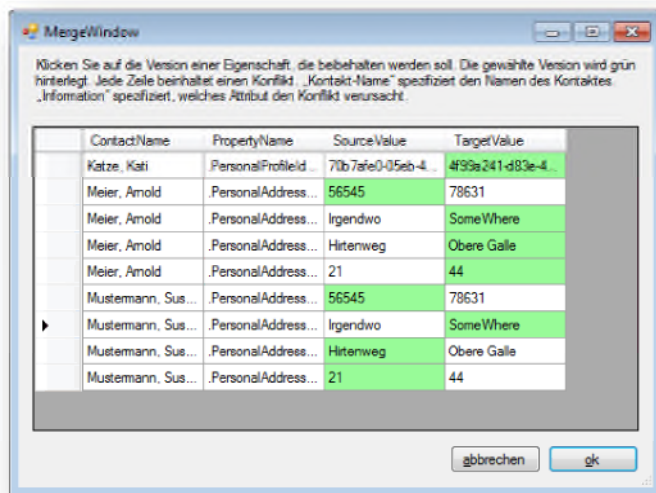 MergeWindow
Klicken Sie auf die Version einer Eigenschaft, die beibehalten werden soll. Die gewählte Version wird grün
hinterlegt. Jede Zeile beinhaltet einen Konflikt. „Kontakt-Name“ spezifiziert den Namen des Kontaktes.
„Information“ spezifiziert, welches Attribut den Konflikt verursacht.
ContactName PropertyName SourceValue TargetValue
Katze, Kati .PersonalProfileId... 70b7afe0-05eb-4... 4f99a241-d83e-4...
Meier, Arnold .PersonalAddress... 56545 78631
Meier, Arnold .PersonalAddress... Irgendwo SomeWhere
Meier, Arnold .PersonalAddress... Hirtenweg Obere Galle
Meier, Arnold .PersonalAddress... 21 44
Mustermann, Sus... .PersonalAddress... 56545 78631
Mustermann, Sus... .PersonalAddress... Irgendwo SomeWhere
Mustermann, Sus... .PersonalAddress... Hirtenweg Obere Galle
Mustermann, Sus... .PersonalAddress... 21 44
abbrechen ok